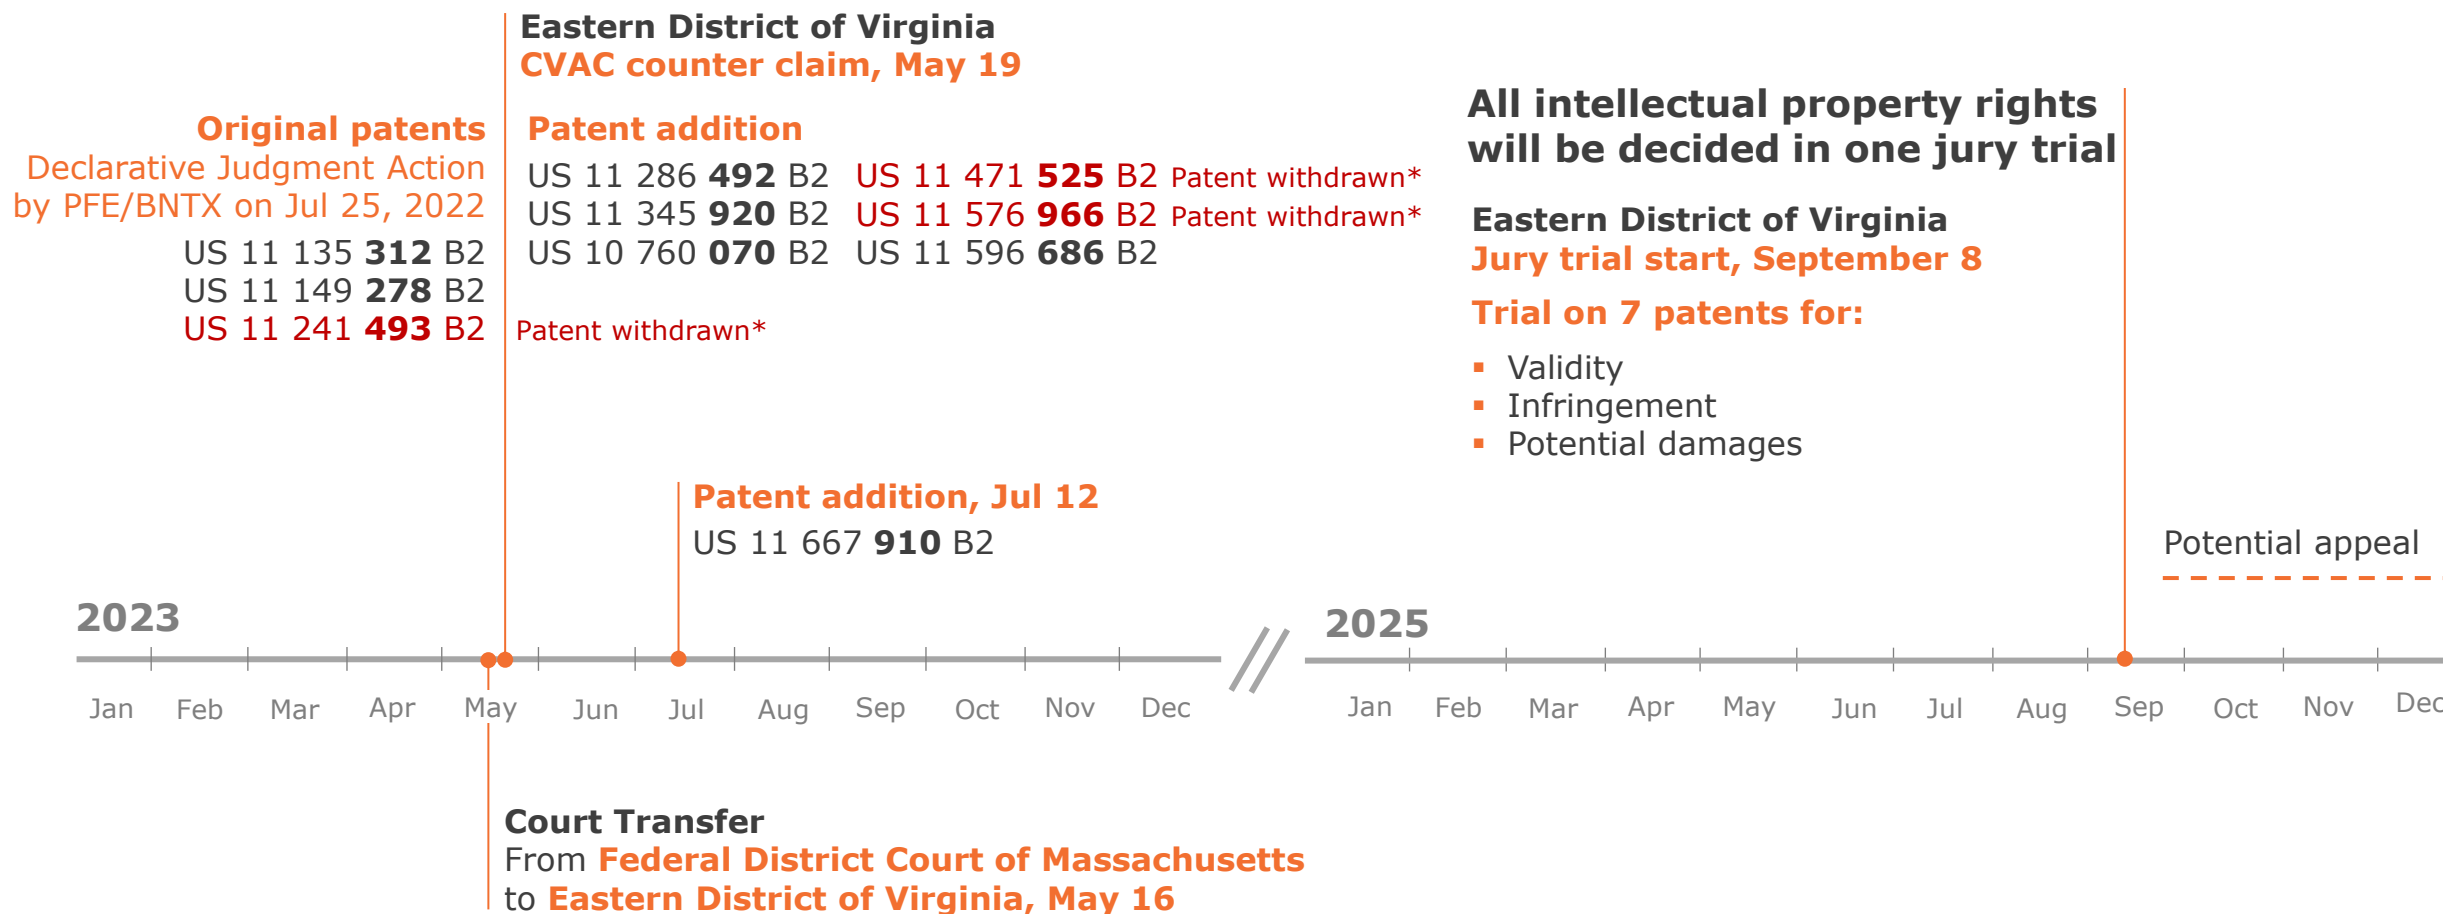 Eastern District of Virginia
CVAC counter claim, May 19
Original patents
Declarative Judgment Action
by PFE/BNTX on Jul 25, 2022
US 11 135 312 B2
US 11 149 278 B2
US 11 241 493 B2 Patent withdrawn*
Patent addition
US 11 286 492 B2 US 11 471 525 B2 Patent withdrawn*
US 11 345 920 B2 US 11 576 966 B2 Patent withdrawn*
US 10 760 070 B2 US 11 596 686 B2
All intellectual property rights
will be decided in one jury trial
Eastern District of Virginia
Jury trial start, September 8
Trial on 7 patents for:
Validity
Infringement
Potential damages
Patent addition, Jul 12
US 11 667 910 B2
Potential appeal
2023
Jan Feb Mar Apr May Jun Jul Aug Sep Oct Nov Dec
2025
Jan Feb Mar Apr May Jun Jul Aug Sep Oct Nov Dec
Court Transfer
From Federal District Court of Massachusetts
to Eastern District of Virginia, May 16